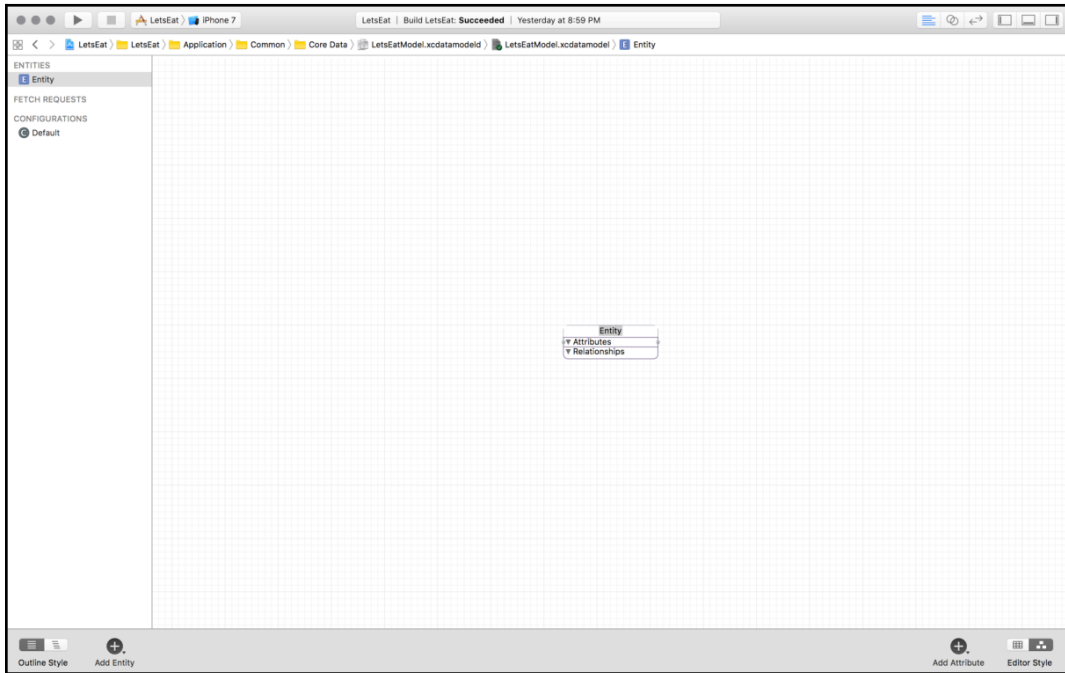 LetsEat iPhone 7
LetsEat | Build LetsEat: Succeeded | Yesterday at 8:59 PM
LetsEat LetsEat Application Common Core Data LetsEatModel.xcdatamodeld LetsEatModel.xcdatamodel E Entity
ENTITIES
E Entity
FETCH REQUESTS
CONFIGURATIONS
C Default
Entity
Attributes
Relationships
Outline Style Add Entity Add Attribute Editor Style